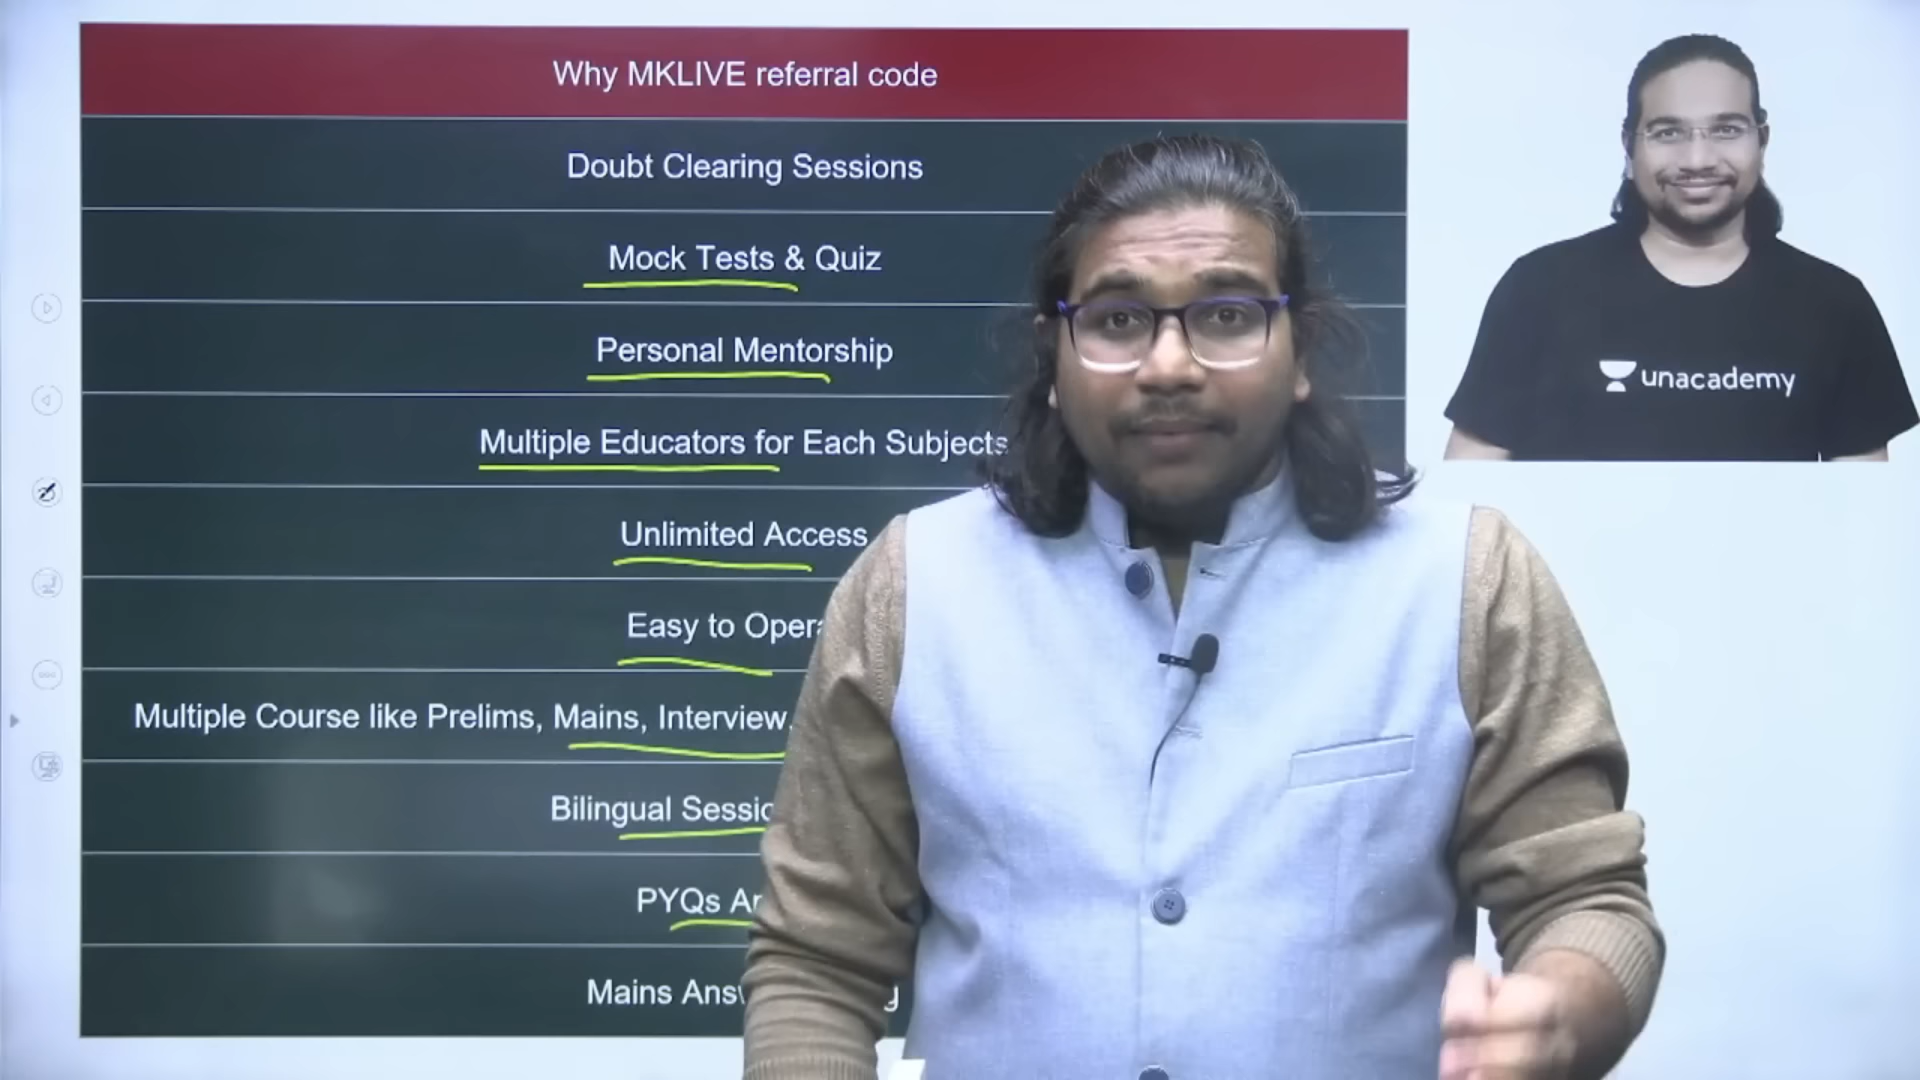 Why MKLIVE referral code
Doubt Clearing Sessions
Mock Tests & Quiz
Personal Mentorship
Multiple Educators for Each Subjects
Unlimited Access
Easy to
Multiple Course like Prelims, Mains, Interview
Bilingual
PYQs
Mains
unacademy